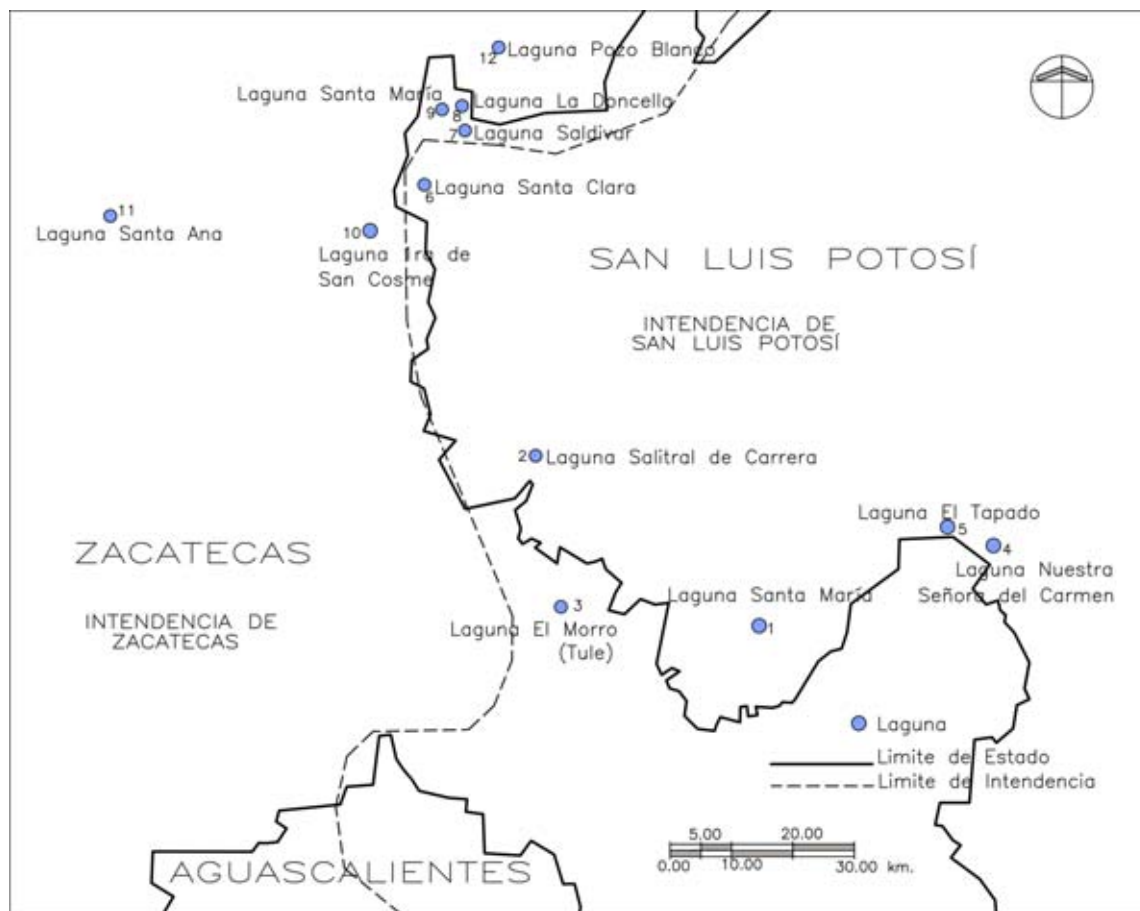 Laguna Pozo Blanco
12
Laguna Santa María
Laguna La Doncella
9
8
7
Laguna Saldivar
6
Laguna Santa Clara
11
Laguna Santa Ana
10
Laguna 1ra de
San Cosme
SAN LUIS POTOSÍ
INTENDENCIA DE
SAN LUIS POTOSÍ
2
Laguna Salitral de Carrera
Laguna El Tapado
5
4
Laguna Nuestra
Señora del Carmen
ZACATECAS
INTENDENCIA DE
ZACATECAS
3
Laguna El Morro
(Tule)
Laguna Santa María
1
Laguna
Limite de Estado
Limite de Intendencia
5.00 20.00
0.00 10.00 30.00 km.
AGUASCALIENTES